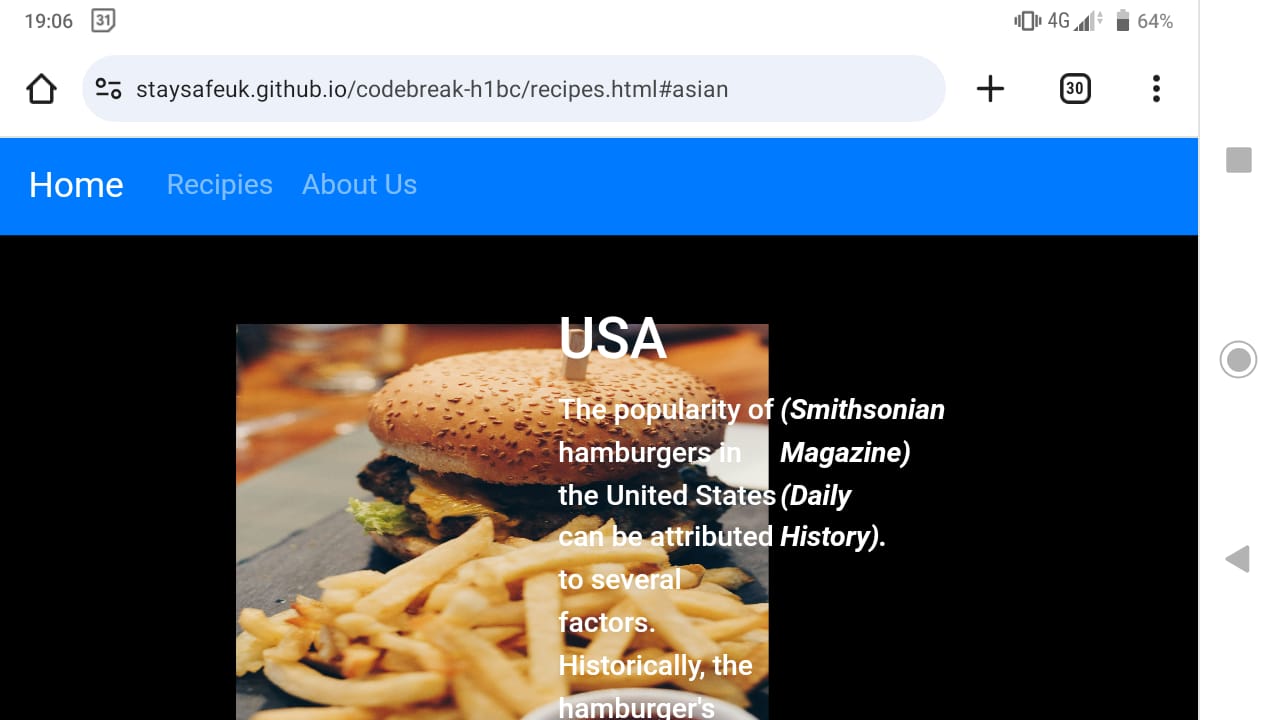 19:06 31 4G 64%
staysafeuk.github.io/codebreak-h1bc/recipes.html#asian 30
Home Recipies About Us
USA
The popularity of (Smithsonian
hamburgers in Magazine)
the United States (Daily
can be attributed History).
to several
factors.
Historically, the
hamburger's